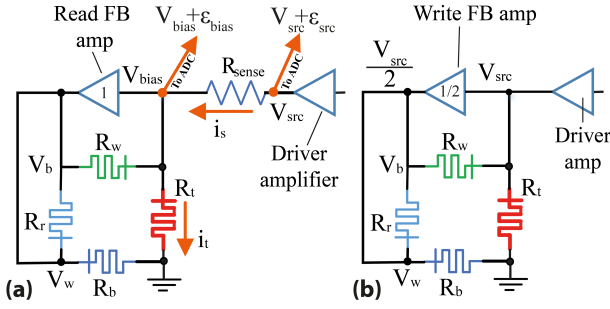 Read FB
amp
V_bias+ε_bias
V_src+ε_src
To ADC
To ADC
1
V_bias
R_sense
V_src
i_s
Driver
amplifier
R_w
V_b
R_t
R_r
i_t
V_w
R_b
(a)
Write FB amp
V_src
2
1/2
V_src
Driver
amp
R_w
V_b
R_t
R_r
V_w
R_b
(b)